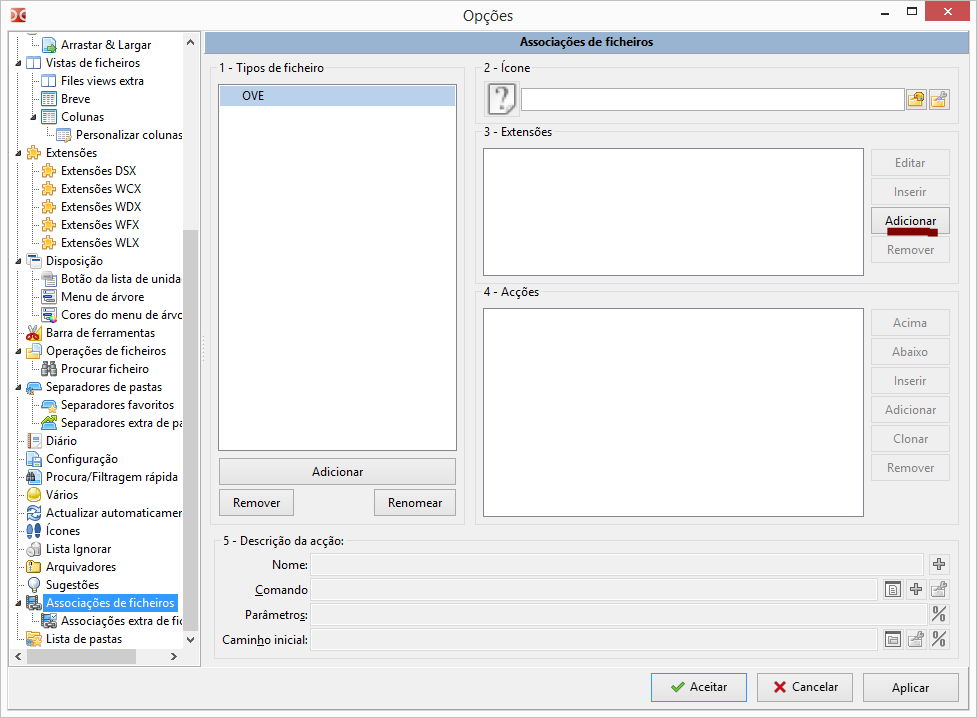 Opções
Arrastar & Largar
Vistas de ficheiros
Files views extra
Breve
Colunas
Personalizar colunas
Extensões
Extensões DSX
Extensões WCX
Extensões WDX
Extensões WFX
Extensões WLX
Disposição
Botão da lista de unida
Menu de árvore
Cores do menu de árvo
Barra de ferramentas
Operações de ficheiros
Procurar ficheiro
Separadores de pastas
Separadores favoritos
Separadores extra de pa
Diário
Configuração
Procura/Filtragem rápida
Vários
Actualizar automaticamen
Ícones
Lista Ignorar
Arquivadores
Sugestões
Associações de ficheiros
Associações extra de fic
Lista de pastas
Associações de ficheiros
1 - Tipos de ficheiro
OVE
Adicionar
Remover
Renomear
2 - Ícone
3 - Extensões
Editar
Inserir
Adicionar
Remover
4 - Acções
Acima
Abaixo
Inserir
Adicionar
Clonar
Remover
5 - Descrição da acção:
Nome:
Comando
Parâmetros:
Caminho inicial:
Aceitar
Cancelar
Aplicar